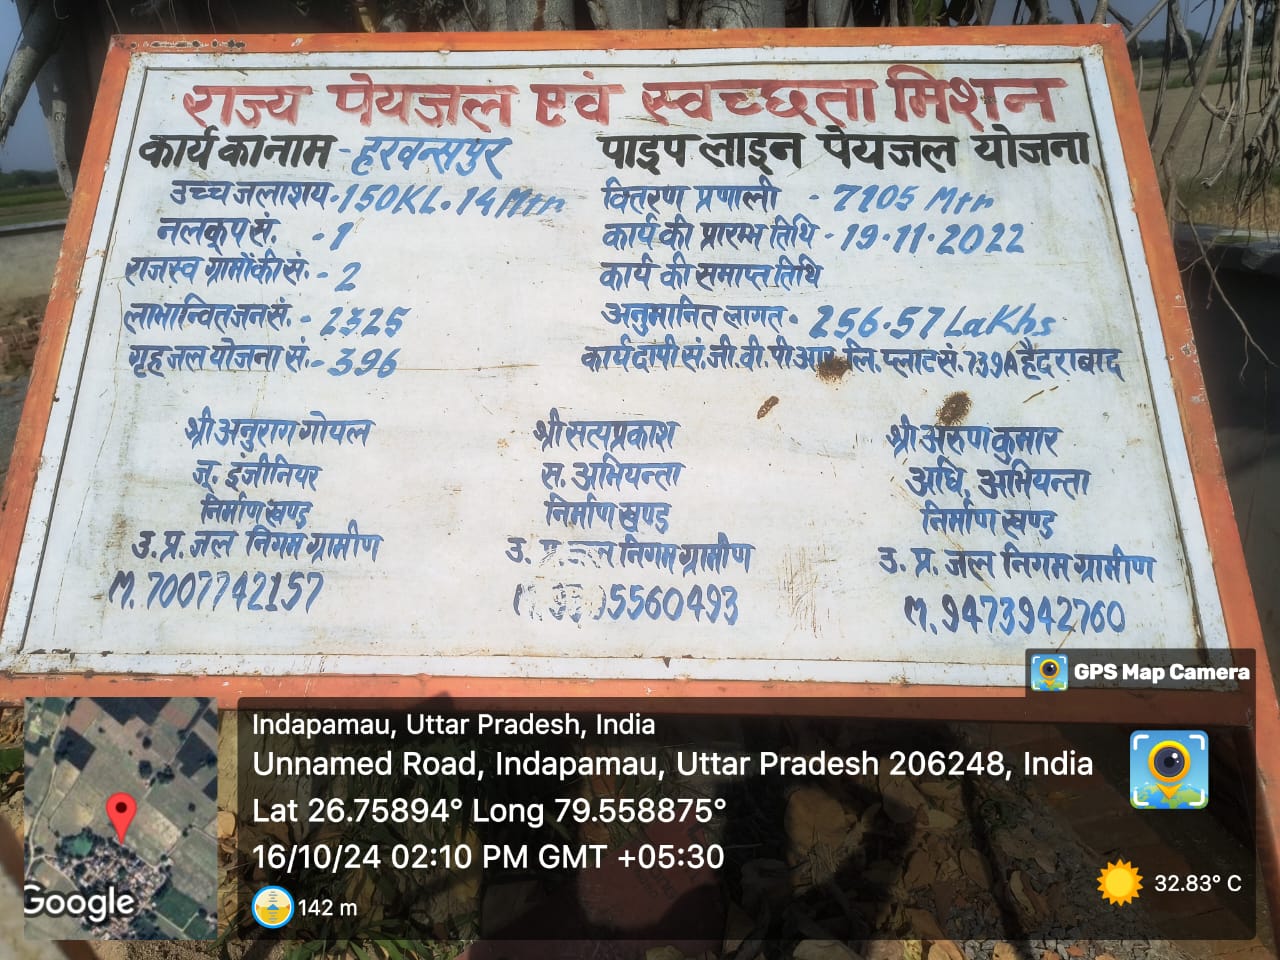 राज्य पेयजल एवं स्वच्छता मिशन
कार्य का नाम - हरवन्सपुर पाइप लाइन पेयजल योजना
उच्च जलाशय - 150KL - 14 Mtr
वितरण प्रणाली - 7105 Mtr
नलकूप सं. - 1
कार्य की प्रारम्भ तिथि - 19.11.2022
राजस्व ग्रामों की सं. - 2
कार्य की समाप्त तिथि
लाभान्वित जन सं. - 2325
अनुमानित लागत - 256.57 Lakhs
गृह जल योजना सं. - 396
कार्यदापी सं. जी. वी. पी आर. लि. प्लाट सं. 739A हैदराबाद
श्री अनुराग गोयल
जू. इंजीनियर
निर्माण खण्ड
उ. प्र. जल निगम ग्रामीण
M. 7007742157
श्री सत्यप्रकाश
स. अभियन्ता
निर्माण खण्ड
उ. प्र. जल निगम ग्रामीण
5560493
श्री अरुण कुमार
अधि. अभियन्ता
निर्माण खण्ड
उ. प्र. जल निगम ग्रामीण
M. 9473942760
GPS Map Camera
Indapamau, Uttar Pradesh, India
Unnamed Road, Indapamau, Uttar Pradesh 206248, India
Lat 26.75894° Long 79.558875°
16/10/24 02:10 PM GMT +05:30
142 m
32.83° C
Google